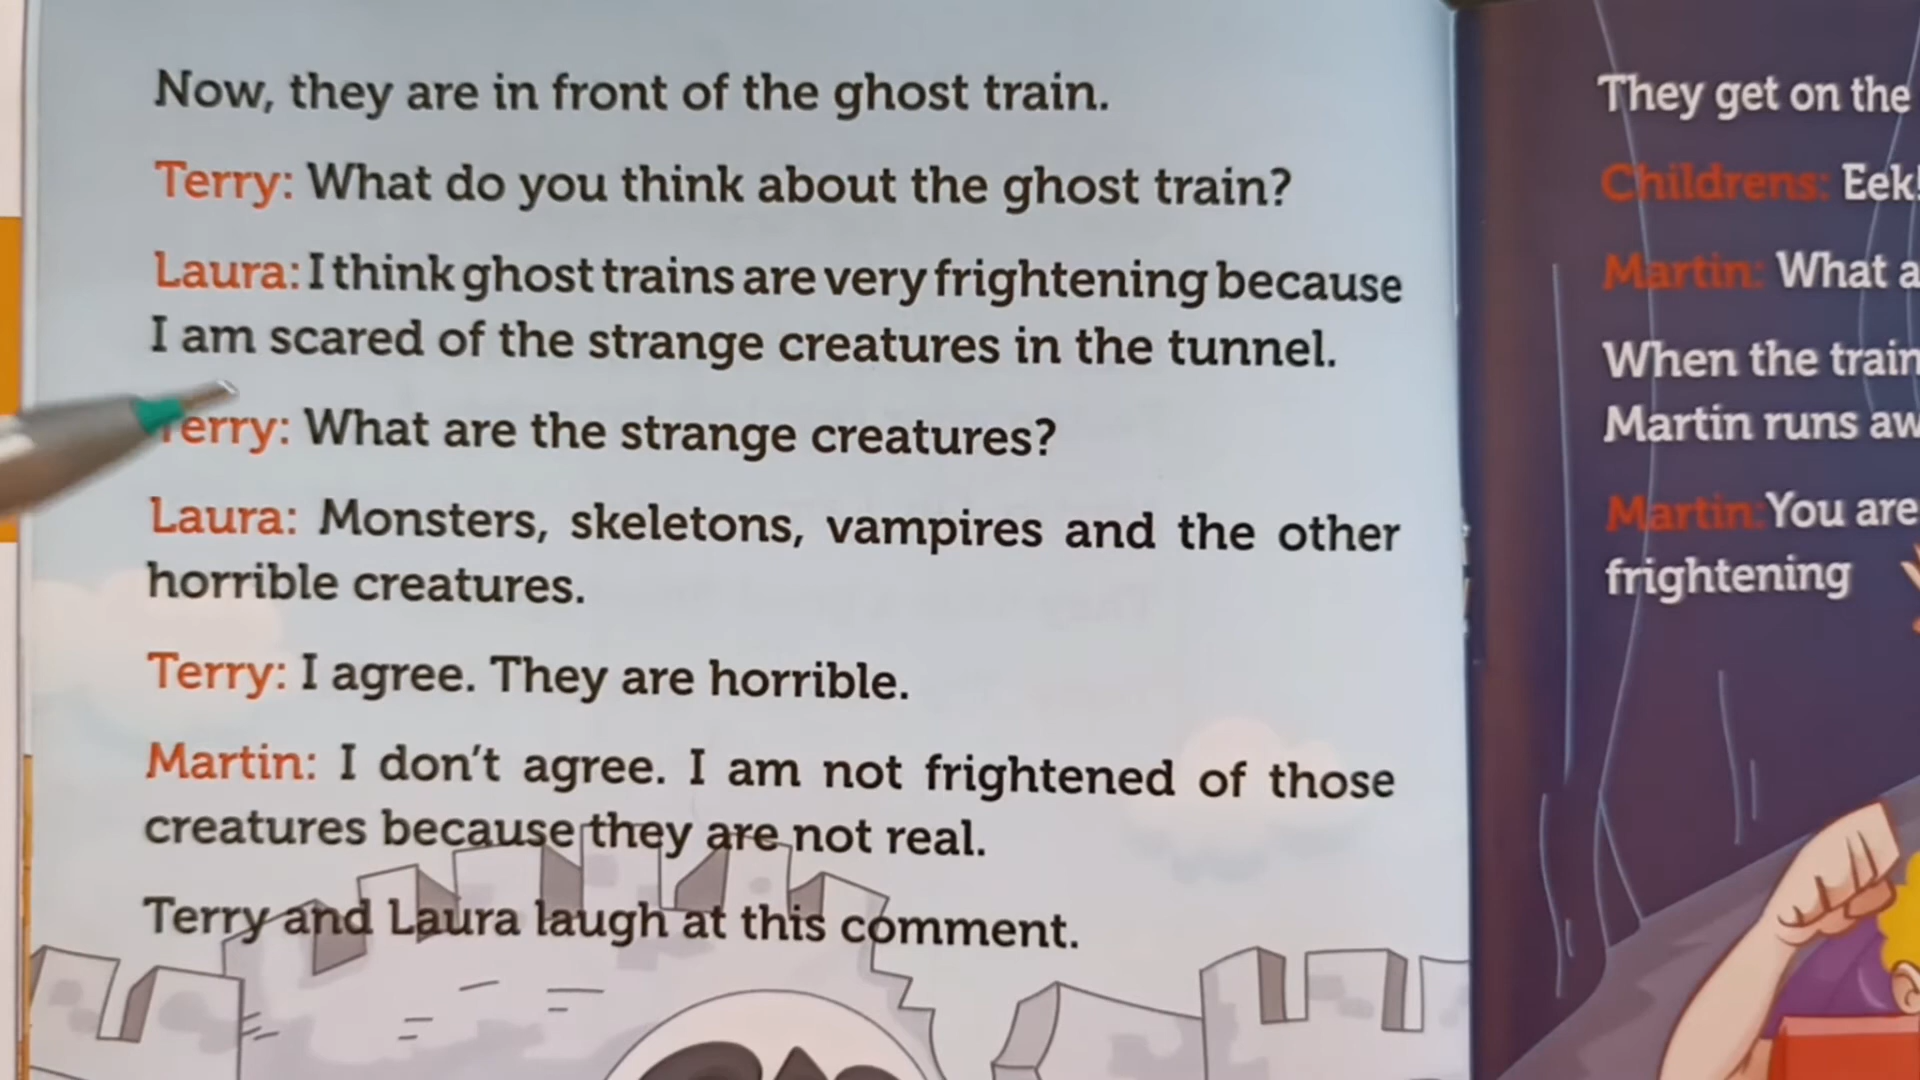 Now, they are in front of the ghost train.
Terry: What do you think about the ghost train?
Laura: I think ghost trains are very frightening because
I am scared of the strange creatures in the tunnel.
Terry: What are the strange creatures?
Laura: Monsters, skeletons, vampires and the other
horrible creatures.
Terry: I agree. They are horrible.
Martin: I don't agree. I am not frightened of those
creatures because they are not real.
Terry and Laura laugh at this comment.
They get on the
Childrens: Eek!
Martin: What
When the train
Martin runs
Martin: You are
frightening